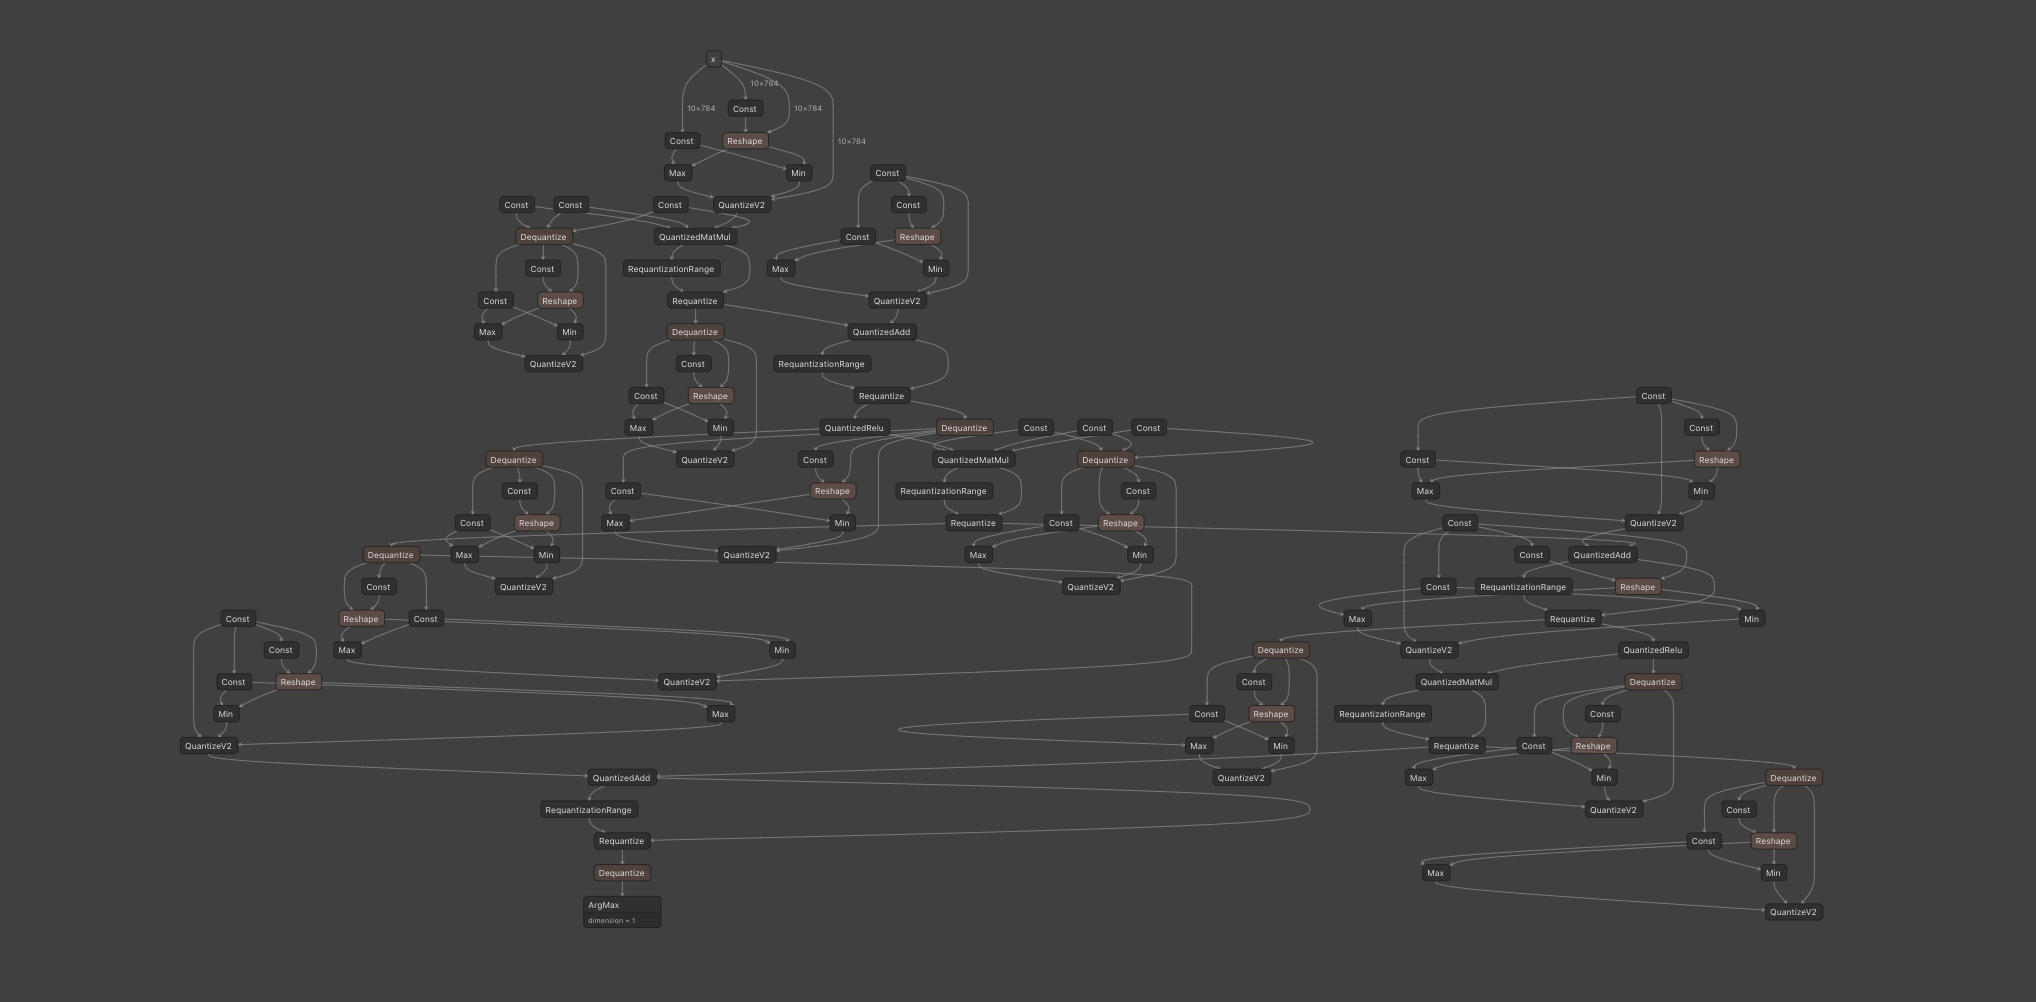 x
10×784
10×784 Const 10×784
Const Reshape 10×784
Max Min Const
Const Const Const QuantizeV2 Const
Dequantize QuantizedMatMul Const Reshape
Const RequantizationRange Max Min
Const Reshape Requantize QuantizeV2
Max Min Dequantize QuantizedAdd
QuantizeV2 Const RequantizationRange
Const Reshape Requantize Const
Max Min QuantizedRelu Dequantize Const Const Const Const
Dequantize QuantizeV2 Const QuantizedMatMul Dequantize Const Reshape
Const Const Reshape RequantizationRange Const Max Min
Const Reshape Max Min Requantize Const Reshape Const QuantizeV2
Dequantize Max Min QuantizeV2 Max Min Const QuantizedAdd
Const QuantizeV2 QuantizeV2 Const RequantizationRange Reshape
Const Reshape Const Max Requantize Min
Const Max Min Dequantize QuantizeV2 QuantizedRelu
Const Reshape QuantizeV2 Const QuantizedMatMul Dequantize
Min Max Const Reshape RequantizationRange Const
QuantizeV2 Max Min Requantize Const Reshape
QuantizedAdd QuantizeV2 Max Min Dequantize
RequantizationRange QuantizeV2 Const
Requantize Const Reshape
Dequantize Max Min
ArgMax QuantizeV2
dimension = 1